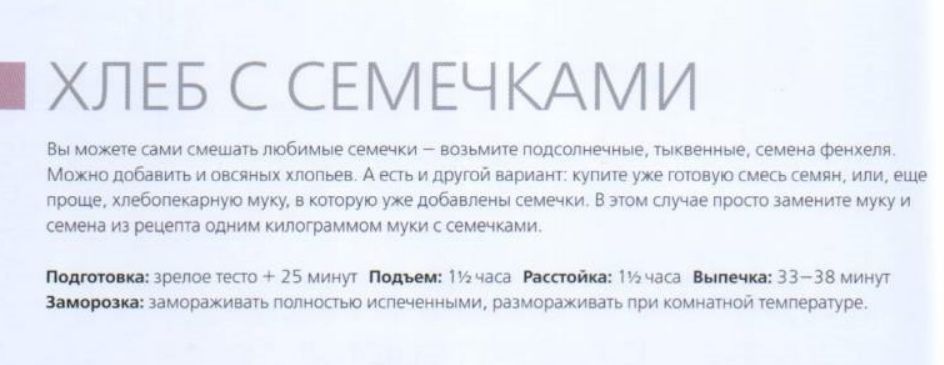 ХЛЕБ С СЕМЕЧКАМИ
Вы можете сами смешать любимые семечки — возьмите подсолнечные, тыквенные, семена фенхеля.
Можно добавить и овсяных хлопьев. А есть и другой вариант: купите уже готовую смесь семян, или, еще
проще, хлебопекарную муку, в которую уже добавлены семечки. В этом случае просто замените муку и
семена из рецепта одним килограммом муки с семечками.
Подготовка: зрелое тесто + 25 минут Подъем: 1½ часа Расстойка: 1½ часа Выпечка: 33—38 минут
Заморозка: замораживать полностью испеченными, размораживать при комнатной температуре.